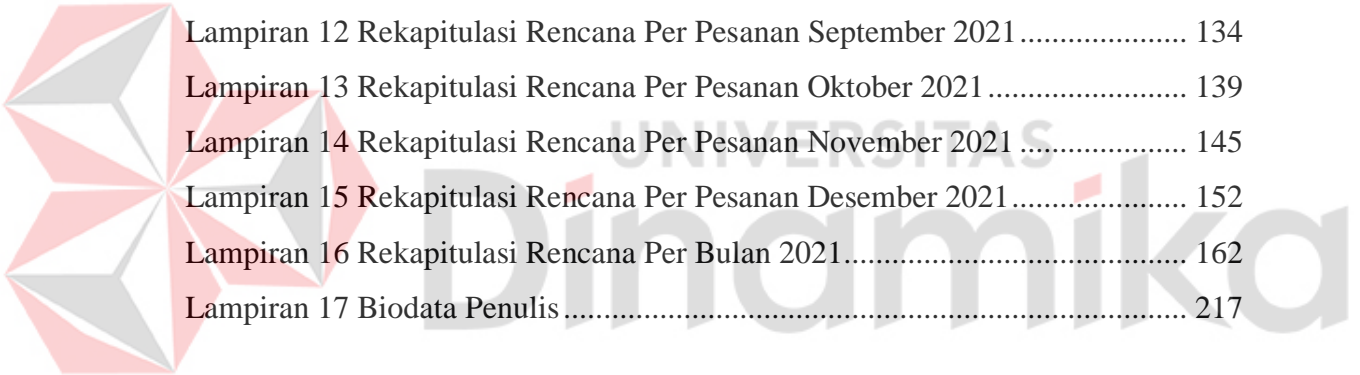 Lampiran 12 Rekapitulasi Rencana Per Pesanan September 2021..................... 134
Lampiran 13 Rekapitulasi Rencana Per Pesanan Oktober 2021......................... 139
Lampiran 14 Rekapitulasi Rencana Per Pesanan November 2021 ..................... 145
Lampiran 15 Rekapitulasi Rencana Per Pesanan Desember 2021...................... 152
Lampiran 16 Rekapitulasi Rencana Per Bulan 2021........................................... 162
Lampiran 17 Biodata Penulis.............................................................................. 217
UNIVERSITAS
Dinamika